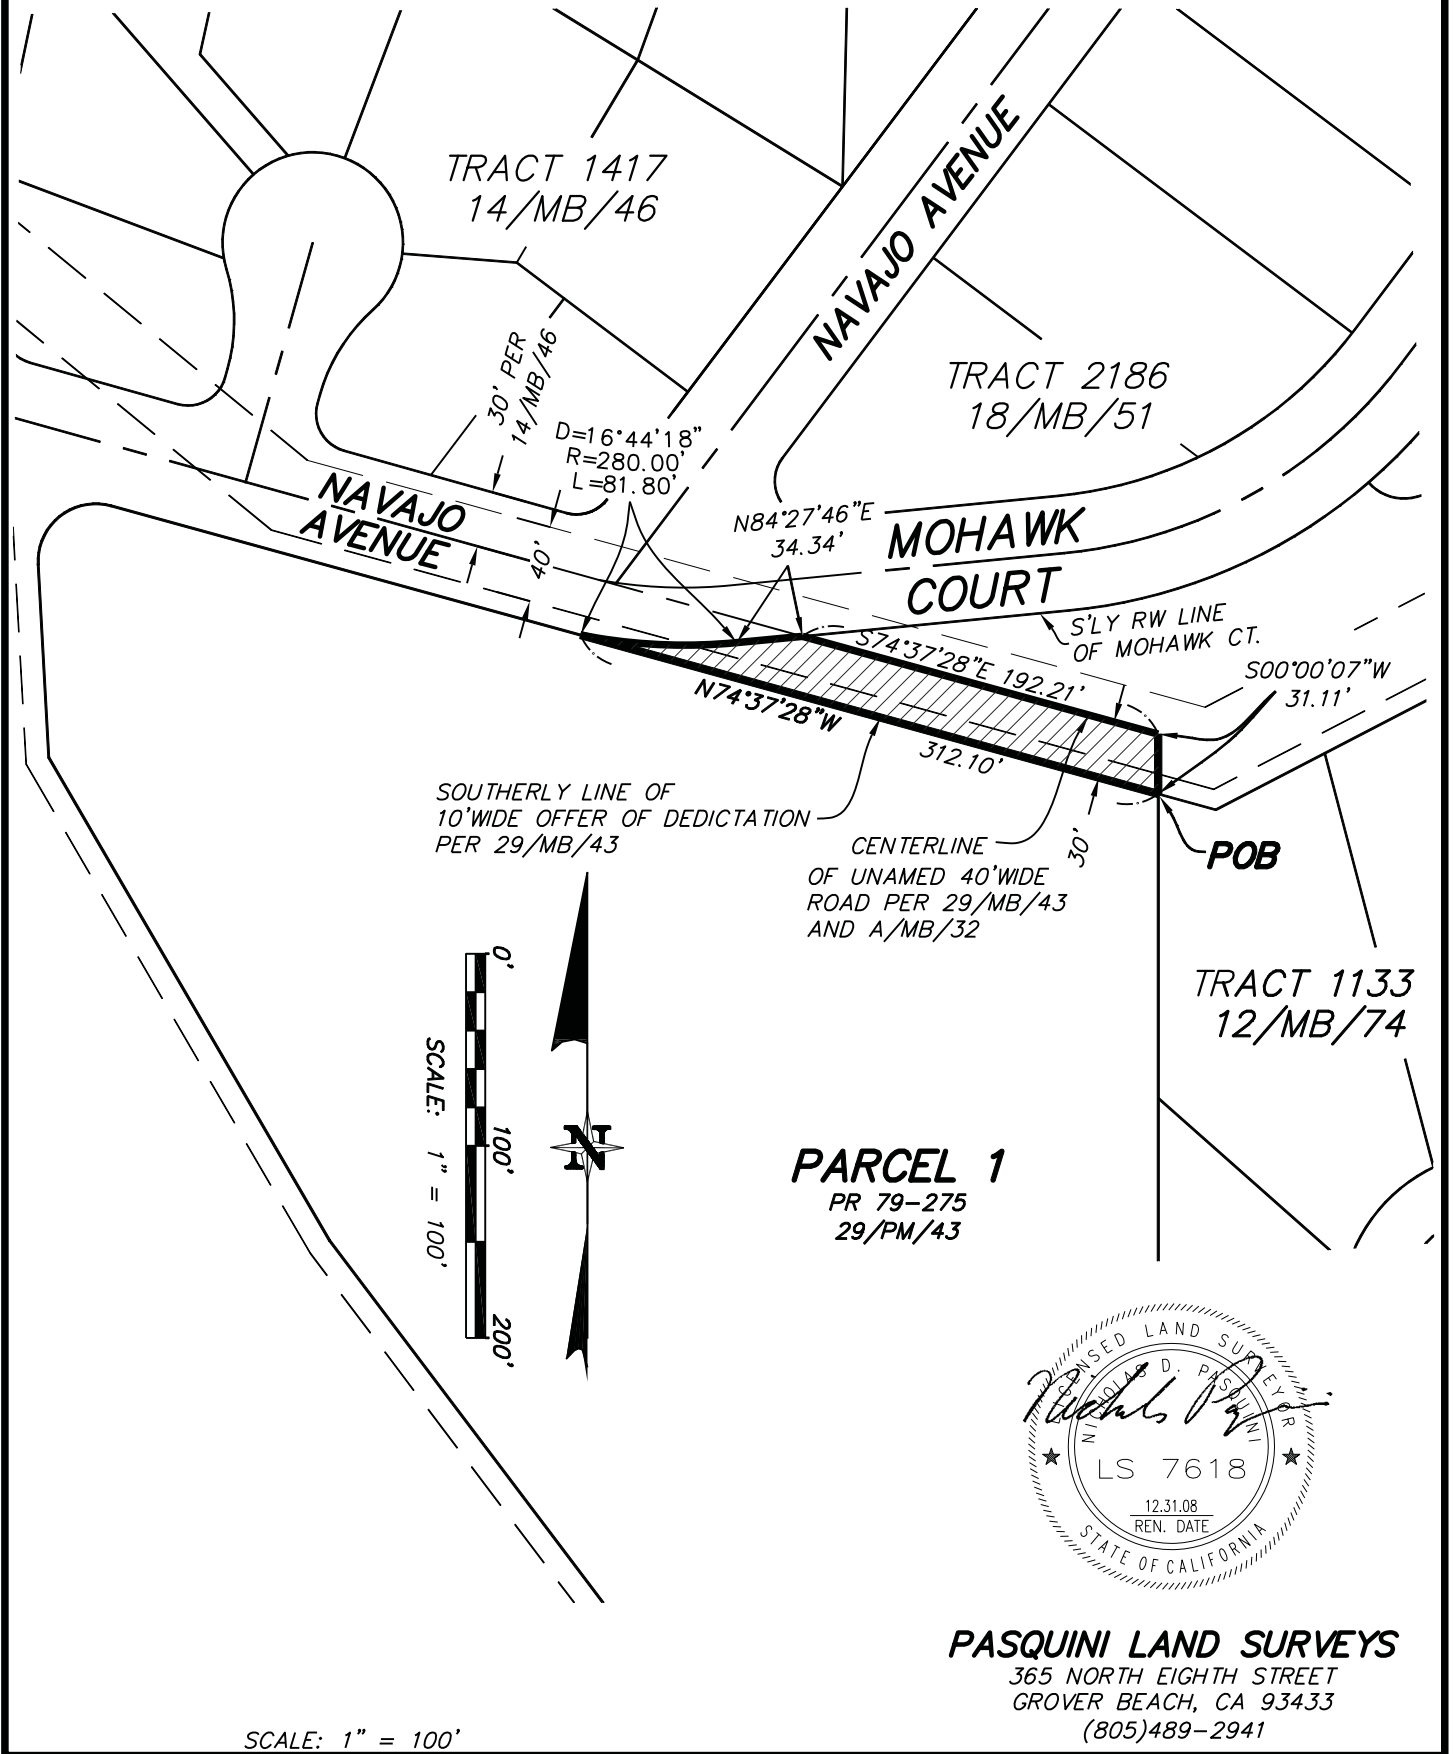 TRACT 1417
14/MB/46
NAVAJO AVENUE
30' PER
14/MB/46
TRACT 2186
18/MB/51
D=16°44'18"
R=280.00'
L=81.80'
NAVAJO
AVENUE
40'
N84°27'46"E
34.34'
MOHAWK
COURT
S'LY RW LINE
OF MOHAWK CT.
S74°37'28"E 192.21'
S00°00'07"W
31.11'
N74°37'28"W
312.10'
SOUTHERLY LINE OF
10'WIDE OFFER OF DEDICTATION
PER 29/MB/43
CENTERLINE
OF UNAMED 40'WIDE
ROAD PER 29/MB/43
AND A/MB/32
30'
POB
TRACT 1133
12/MB/74
0'
100'
200'
SCALE: 1" = 100'
N
PARCEL 1
PR 79-275
29/PM/43
LICENSED LAND SURVEYOR
NICHOLAS D. PASQUINI
LS 7618
12.31.08
REN. DATE
STATE OF CALIFORNIA
PASQUINI LAND SURVEYS
365 NORTH EIGHTH STREET
GROVER BEACH, CA 93433
(805)489-2941
SCALE: 1" = 100'